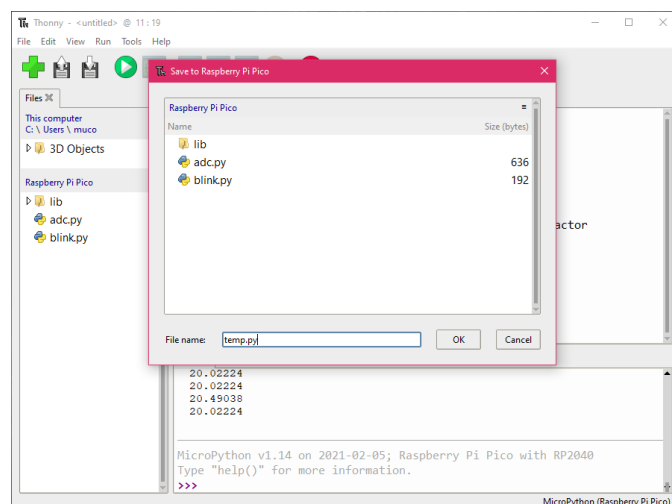 Thonny - <untitled> @ 11 : 19
File Edit View Run Tools Help
Save to Raspberry Pi Pico
Files
This computer
C: \ Users \ muco
3D Objects
Raspberry Pi Pico
lib
adc.py
blink.py
Raspberry Pi Pico
Name Size (bytes)
lib
adc.py 636
blink.py 192
File name: temp.py OK Cancel
actor
20.02224
20.02224
20.49038
20.02224
MicroPython v1.14 on 2021-02-05; Raspberry Pi Pico with RP2040
Type "help()" for more information.
>>>
MicroPython (Raspberry Pi Pico)